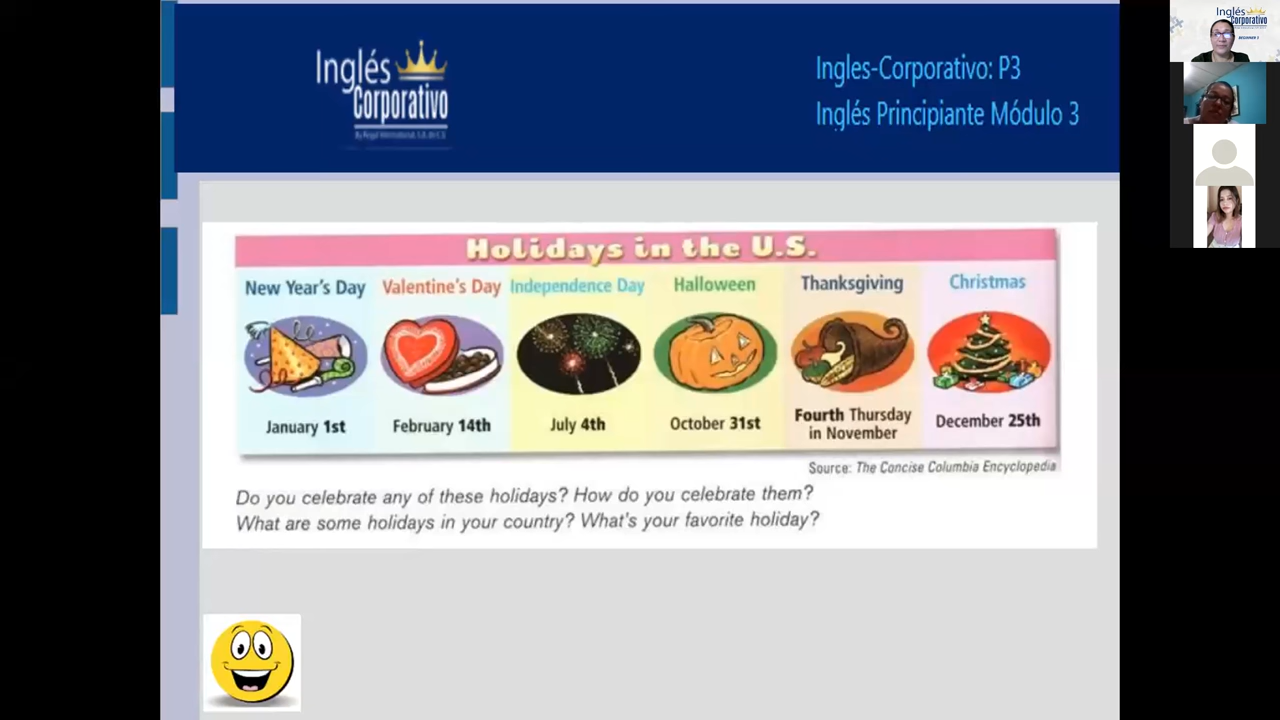 Inglés
Corporativo
Ingles-Corporativo: P3
Inglés Principiante Módulo 3
Holidays in the U.S.
New Year's Day
Valentine's Day
Independence Day
Halloween
Thanksgiving
Christmas
January 1st
February 14th
July 4th
October 31st
Fourth Thursday
in November
December 25th
Source: The Concise Columbia Encyclopedia
Do you celebrate any of these holidays? How do you celebrate them?
What are some holidays in your country? What's your favorite holiday?
Inglés
Corporativo